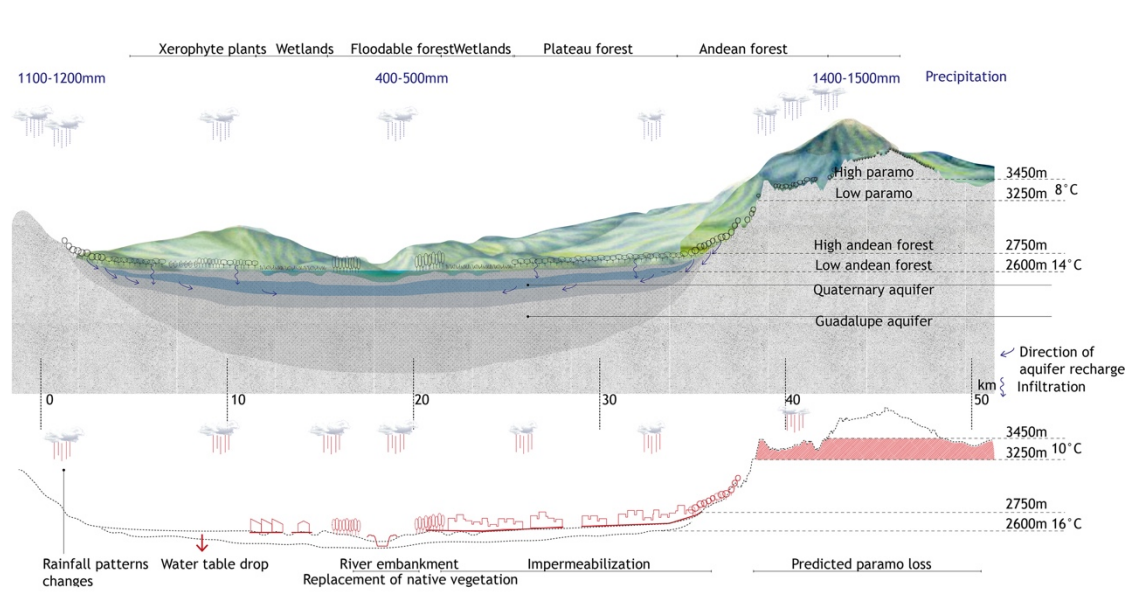 Xerophyte plants Wetlands Floodable forest Wetlands Plateau forest Andean forest
1100-1200mm 400-500mm 1400-1500mm Precipitation
High paramo 3450m
8°C
Low paramo 3250m
High andean forest 2750m
Low andean forest 2600m 14°C
Quaternary aquifer
Guadalupe aquifer
Direction of
aquifer recharge
km Infiltration
0 10 20 30 40 50
3450m
10°C
3250m
2750m
2600m 16°C
Rainfall patterns
changes
Water table drop
River embankment
Replacement of native vegetation
Impermeabilization
Predicted paramo loss